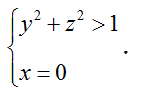 { y² + z² > 1
x = 0 .